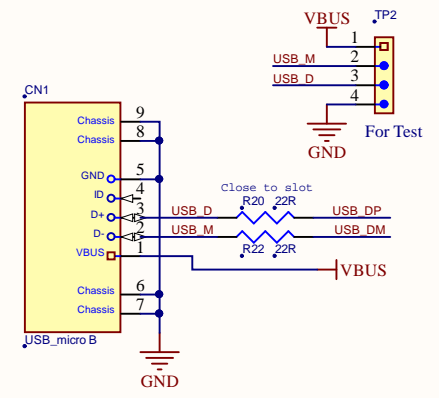 VBUS
TP2
1
USB_M 2
USB_D 3
4
For Test
GND
CN1
Chassis 9
Chassis 8
GND 5
ID 4
Close to slot
R20 22R
D+ 3 USB_D USB_DP
D- 2 USB_M USB_DM
R22 22R
VBUS 1
VBUS
Chassis 6
Chassis 7
USB_micro B
GND